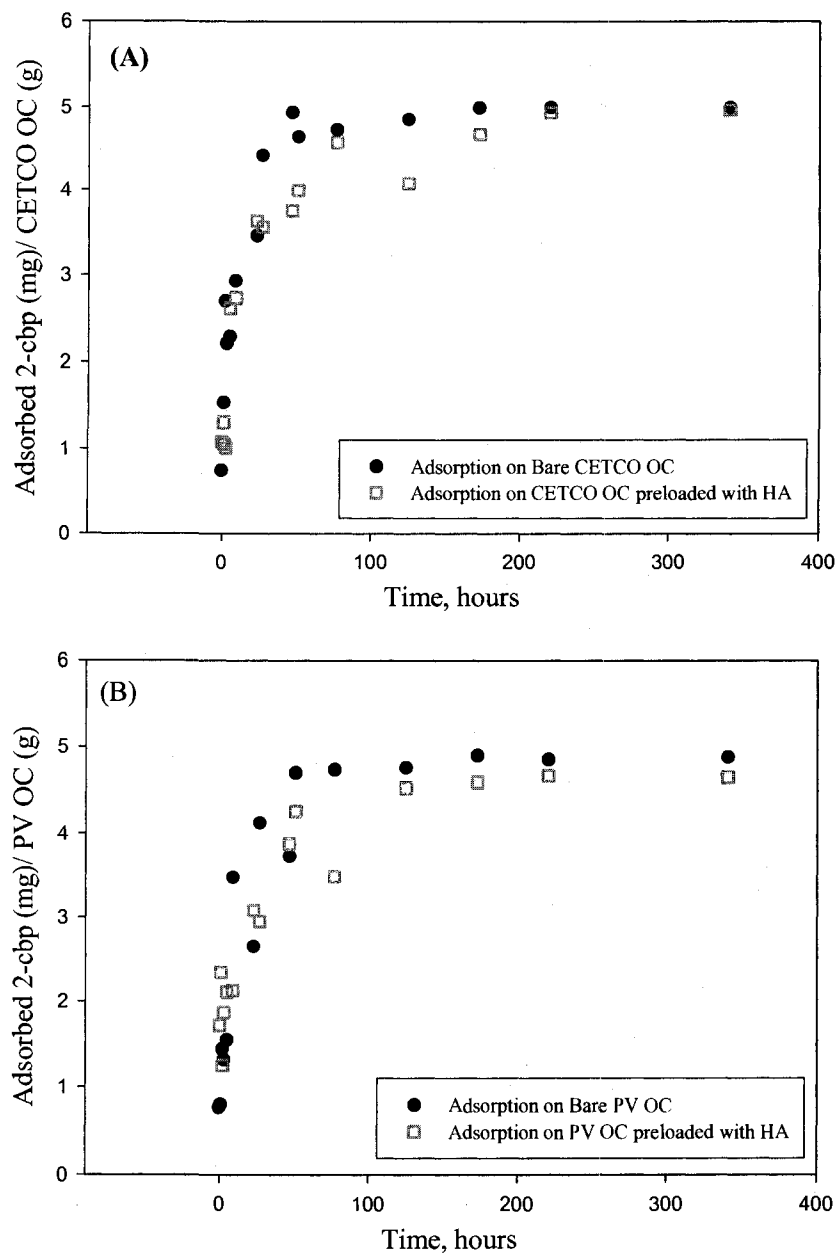 (A)
Adsorbed 2-cbp (mg)/ CETCO OC (g)
6
5
4
3
2
1
0
Adsorption on Bare CETCO OC
Adsorption on CETCO OC preloaded with HA
0 100 200 300 400
Time, hours
(B)
Adsorbed 2-cbp (mg)/ PV OC (g)
6
5
4
3
2
1
0
Adsorption on Bare PV OC
Adsorption on PV OC preloaded with HA
0 100 200 300 400
Time, hours